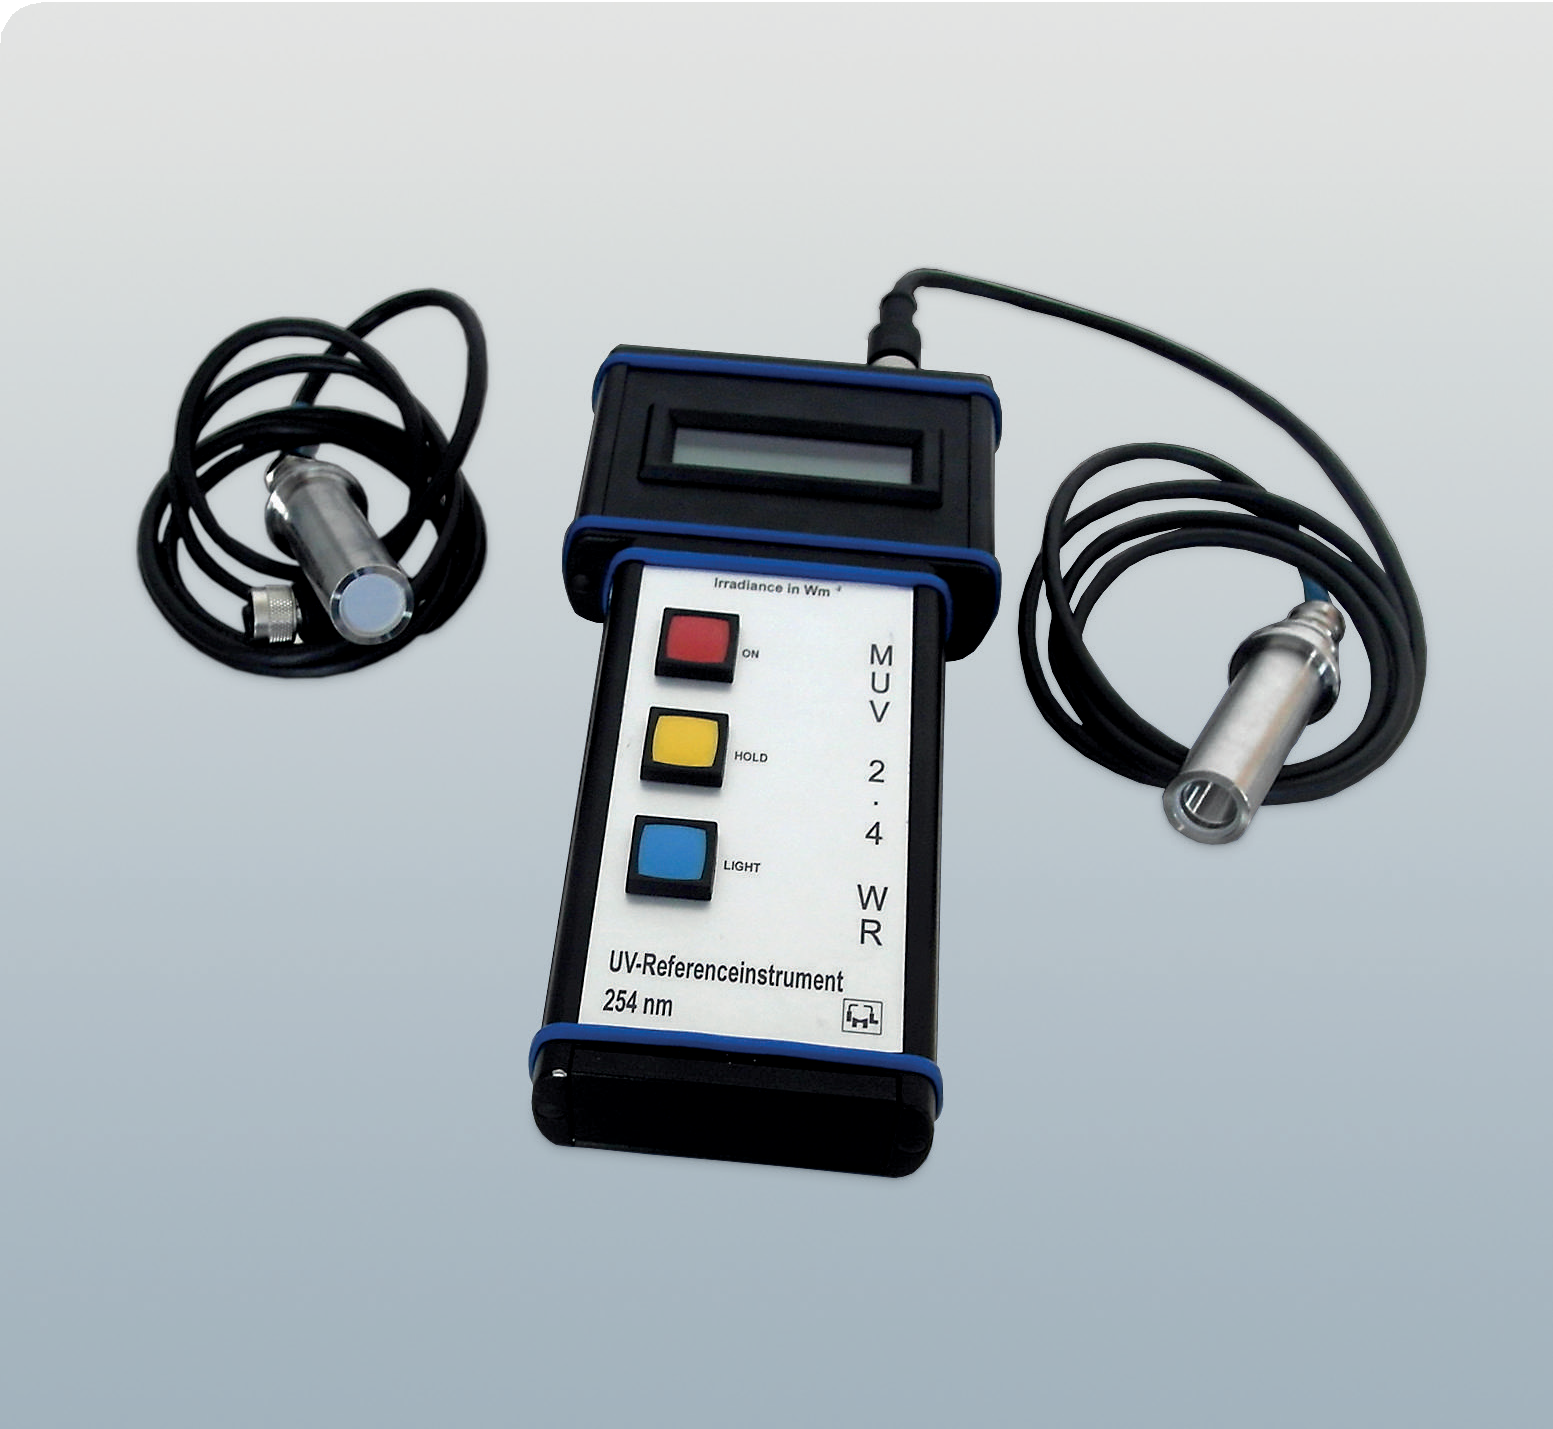 Irradiance in Wm⁻²
ON
HOLD
LIGHT
MUV 2.4 WR
UV-Referenceinstrument
254 nm